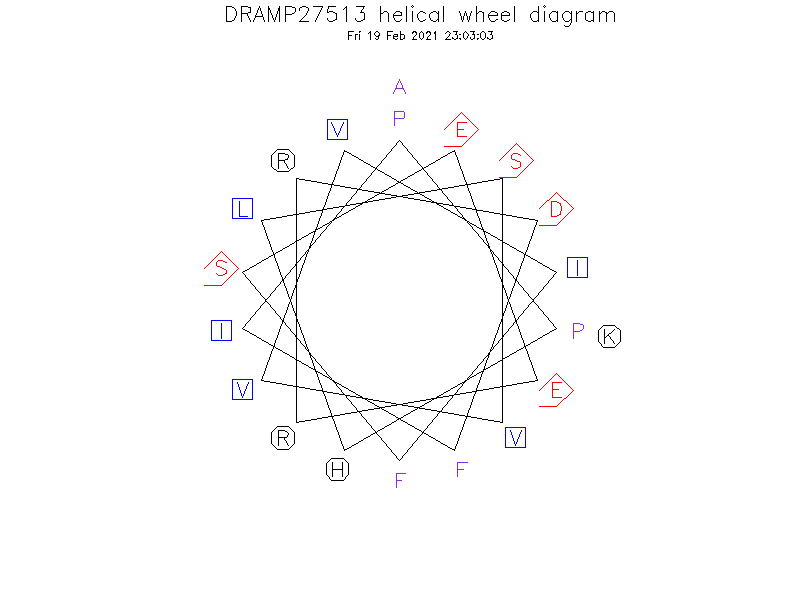 DRAMP27513 helical wheel diagram
Fri 19 Feb 2021 23:03:03
A
V P E
R S
L D
S I
I P K
V E
R V
H F F